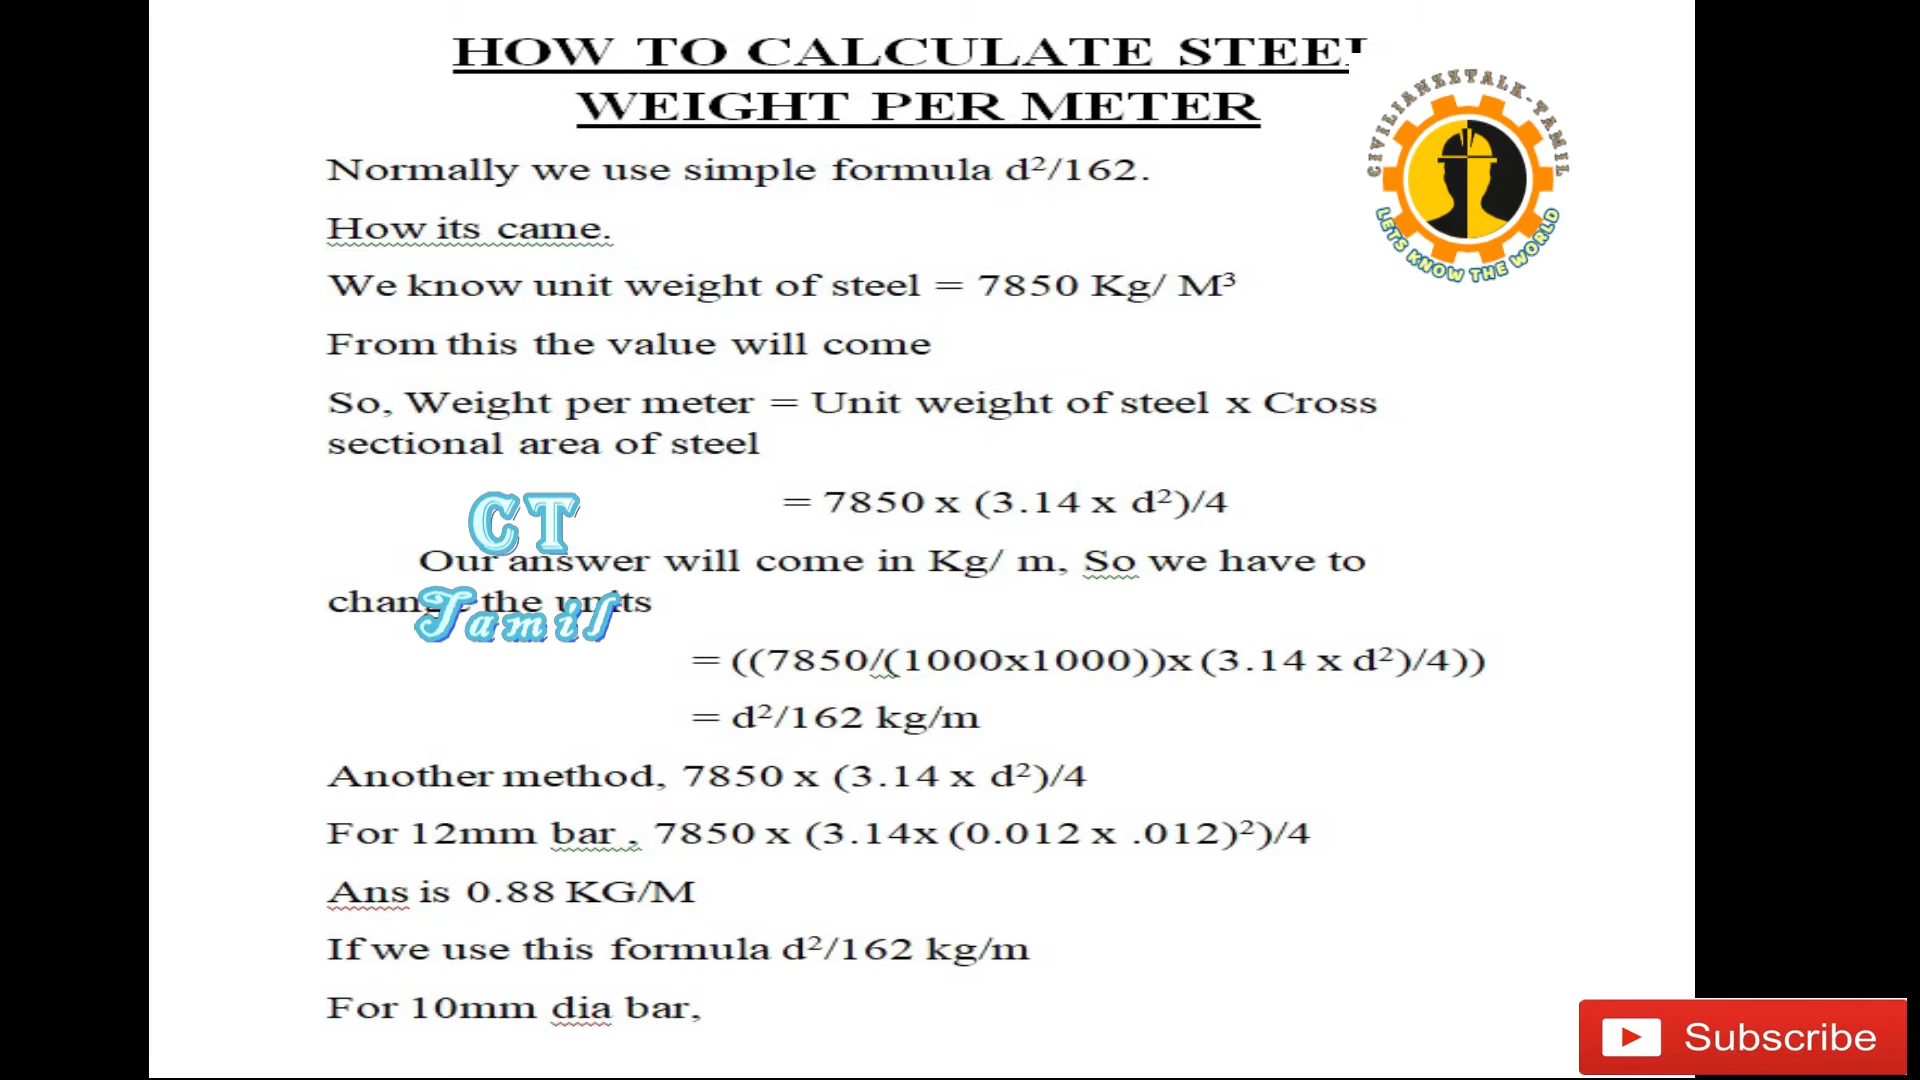 HOW TO CALCULATE STEEL
WEIGHT PER METER
CIVILIANZZTALK-TAMIL
LETS KNOW THE WORLD
Normally we use simple formula d²/162.
How its came.
We know unit weight of steel = 7850 Kg/ M³
From this the value will come
So, Weight per meter = Unit weight of steel x Cross
sectional area of steel
= 7850 x (3.14 x d²)/4
CT
Our answer will come in Kg/ m, So we have to
change the units
Tamil
= ((7850/(1000x1000))x(3.14 x d²)/4))
= d²/162 kg/m
Another method, 7850 x (3.14 x d²)/4
For 12mm bar , 7850 x (3.14x (0.012 x .012)²)/4
Ans is 0.88 KG/M
If we use this formula d²/162 kg/m
For 10mm dia bar,
Subscribe